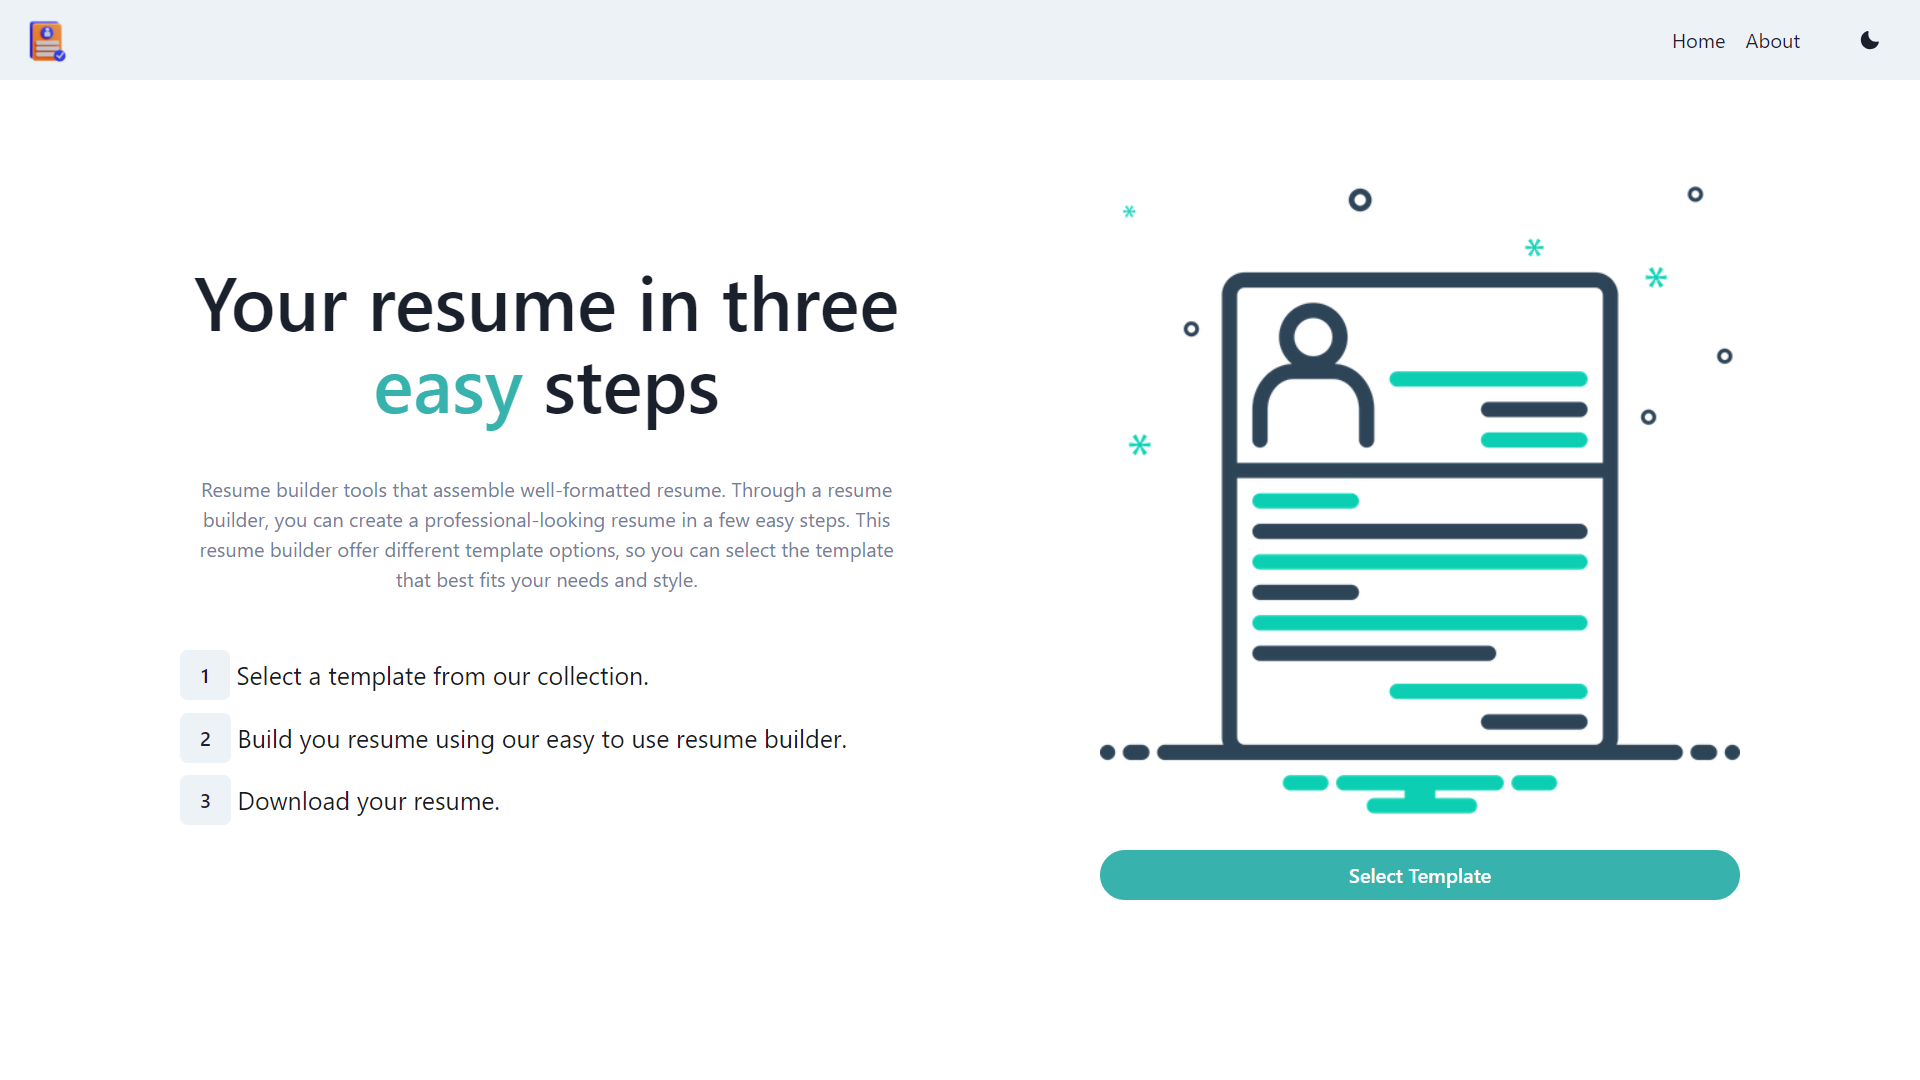 Home About
Your resume in three
easy steps
Resume builder tools that assemble well-formatted resume. Through a resume
builder, you can create a professional-looking resume in a few easy steps. This
resume builder offer different template options, so you can select the template
that best fits your needs and style.
1 Select a template from our collection.
2 Build you resume using our easy to use resume builder.
3 Download your resume.
Select Template